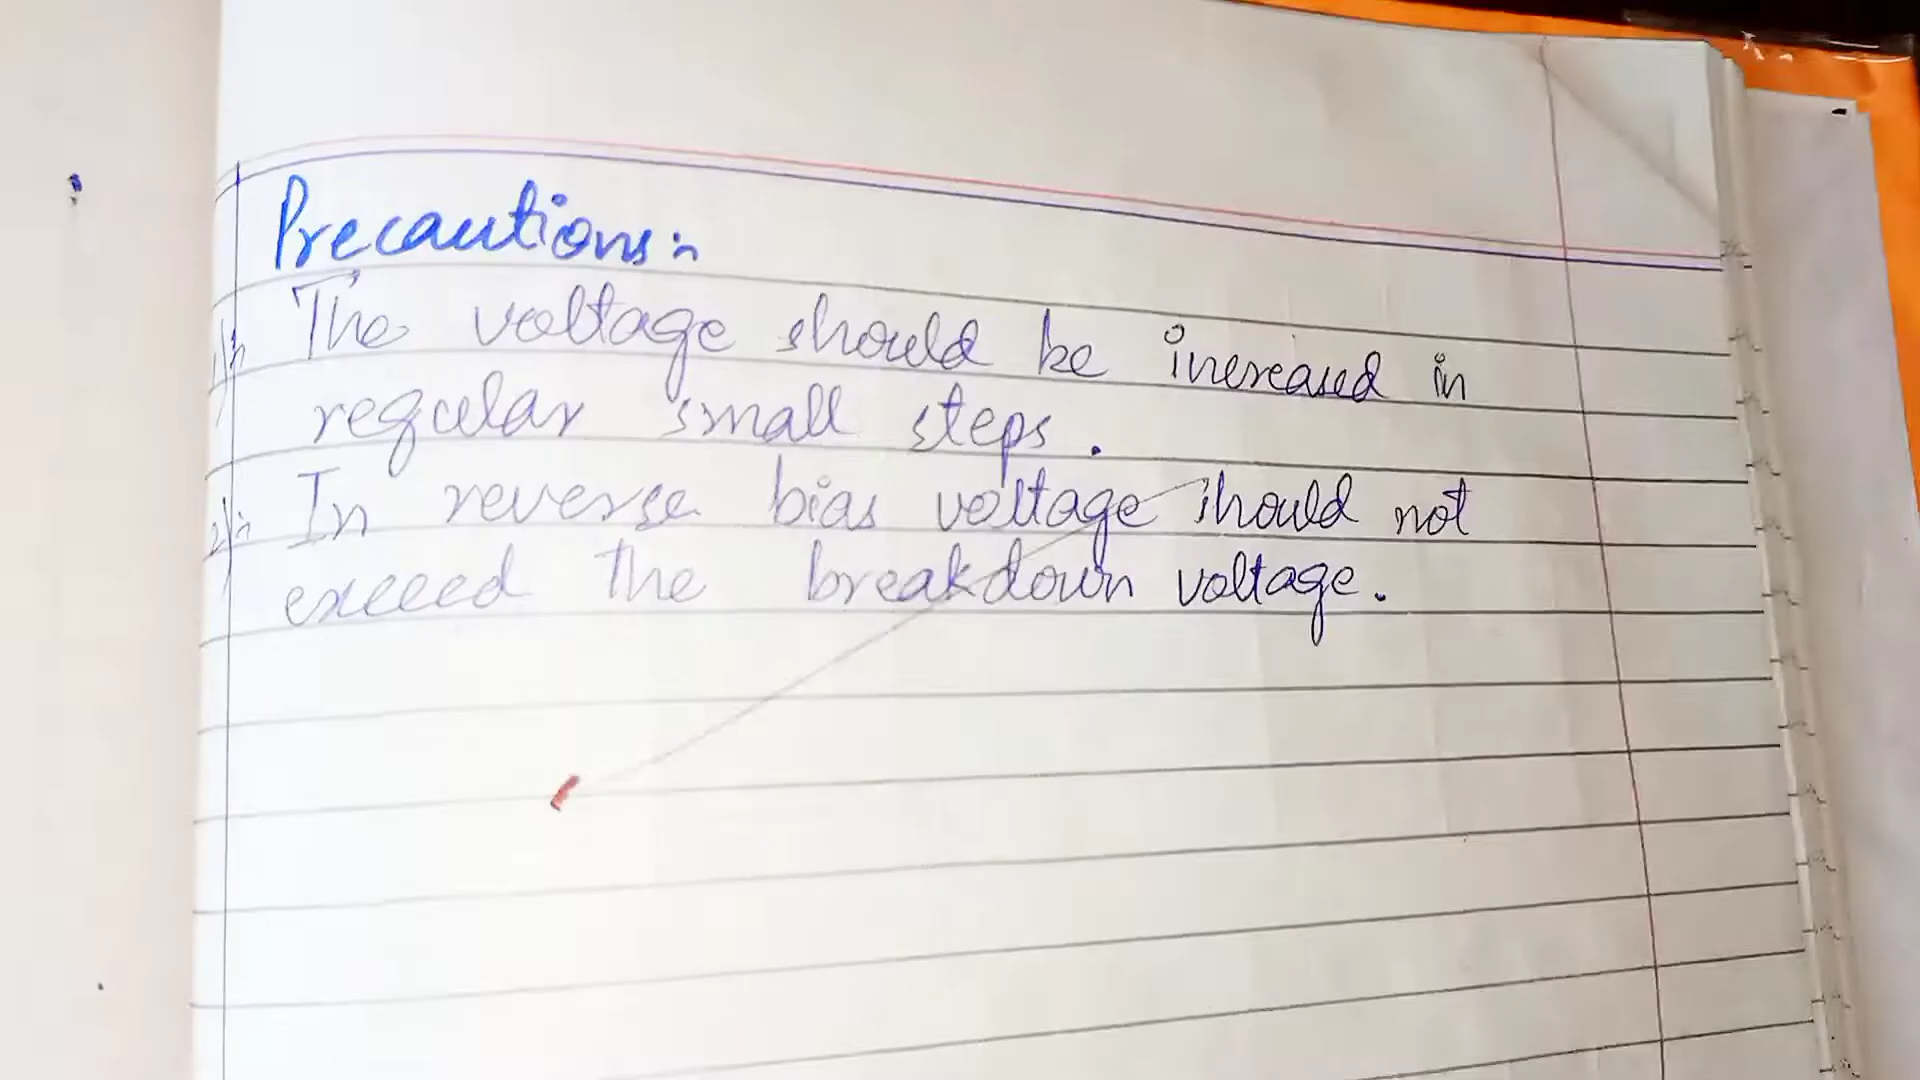 Precautions:-
1) The voltage should be increased in
regular small steps.
2) In reverse bias voltage should not
exceed the breakdown voltage.